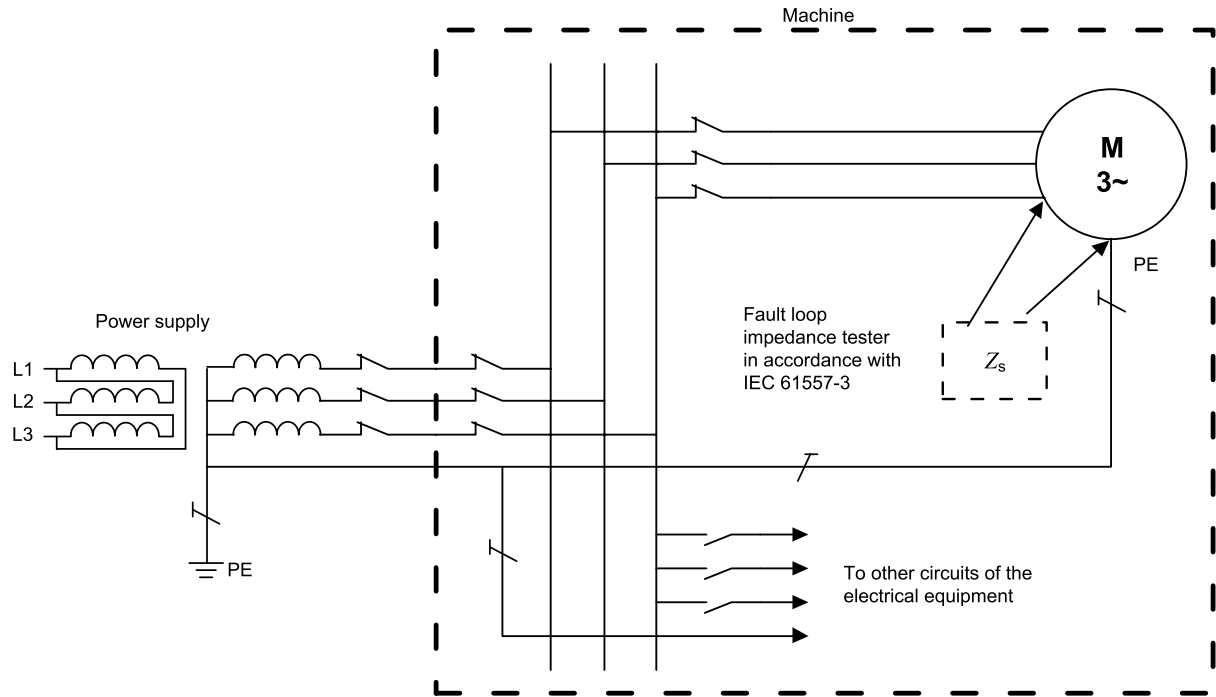 Machine
M
3~
PE
Power supply
Fault loop
impedance tester
in accordance with
IEC 61557-3
Zs
L1
L2
L3
PE
To other circuits of the
electrical equipment